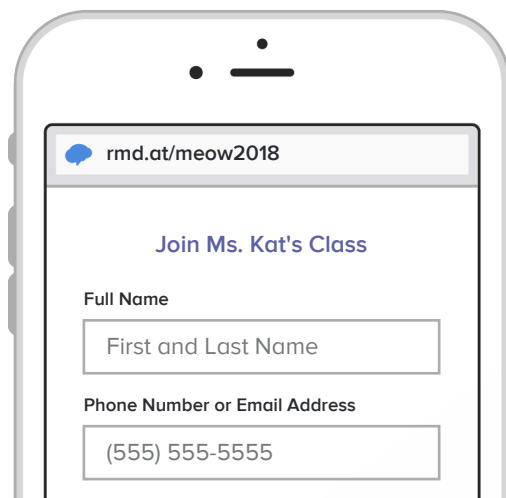 rmd.at/meow2018
Join Ms. Kat's Class
Full Name
First and Last Name
Phone Number or Email Address
(555) 555-5555